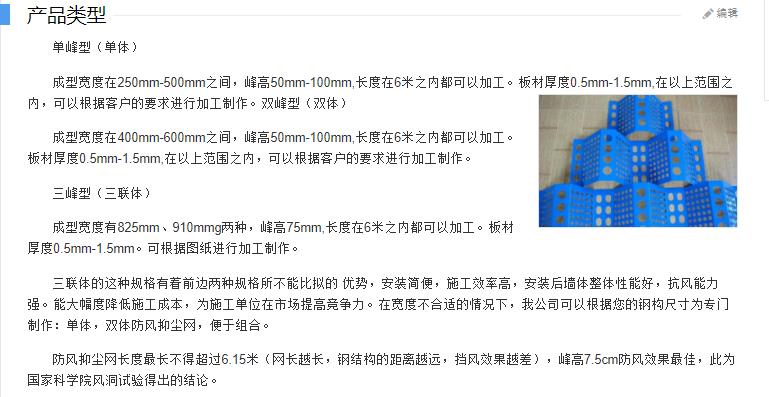 产品类型
编辑
单峰型（单体）
成型宽度在250mm-500mm之间，峰高50mm-100mm,长度在6米之内都可以加工。板材厚度0.5mm-1.5mm,在以上范围之
内，可以根据客户的要求进行加工制作。双峰型（双体）
成型宽度在400mm-600mm之间，峰高50mm-100mm,长度在6米之内都可以加工。
板材厚度0.5mm-1.5mm,在以上范围之内，可以根据客户的要求进行加工制作。
三峰型（三联体）
成型宽度有825mm、910mmg两种，峰高75mm,长度在6米之内都可以加工。板材
厚度0.5mm-1.5mm。可根据图纸进行加工制作。
三联体的这种规格有着前边两种规格所不能比拟的 优势，安装简便，施工效率高，安装后墙体整体性能好，抗风能力
强。能大幅度降低施工成本，为施工单位在市场提高竞争力。在宽度不合适的情况下，我公司可以根据您的钢构尺寸为专门
制作：单体，双体防风抑尘网，便于组合。
防风抑尘网长度最长不得超过6.15米（网长越长，钢结构的距离越远，挡风效果越差），峰高7.5cm防风效果最佳，此为
国家科学院风洞试验得出的结论。